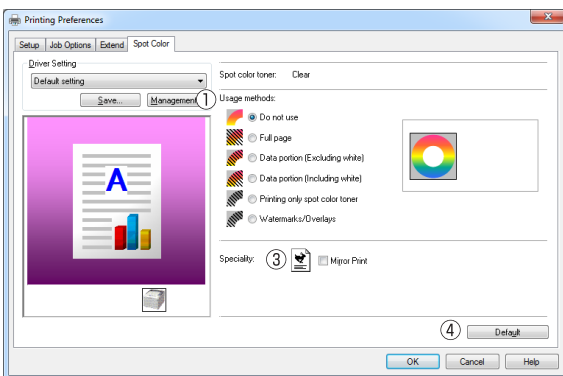 Printing Preferences
Setup Job Options Extend Spot Color
Driver Setting
Default setting
Save... Management
Spot color toner: Clear
① Usage methods:
Do not use
Full page
Data portion (Excluding white)
Data portion (Including white)
Printing only spot color toner
Watermarks/Overlays
A
Speciality: ③ Mirror Print
④ Default
OK Cancel Help